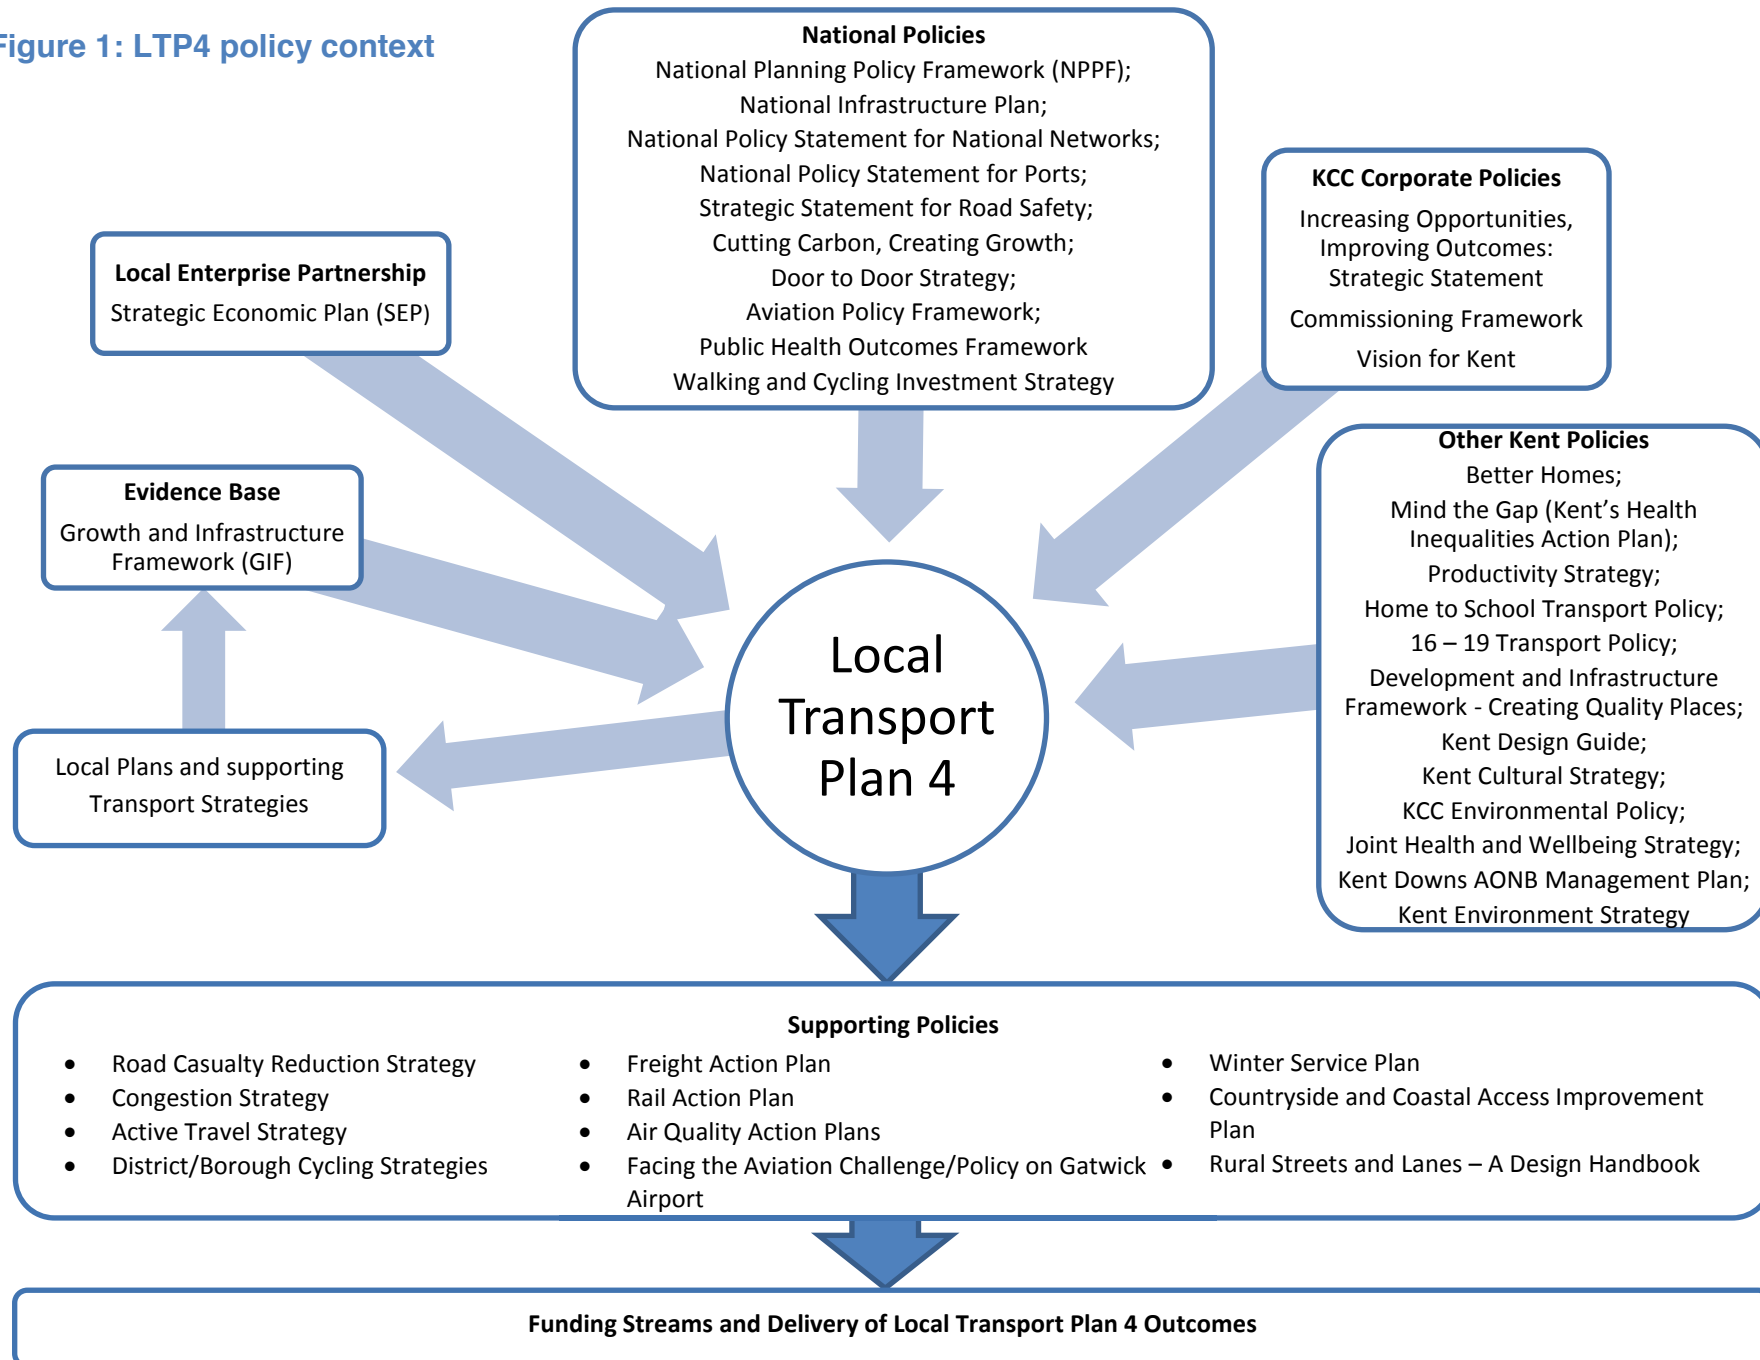 Figure 1: LTP4 policy context
National Policies
National Planning Policy Framework (NPPF);
National Infrastructure Plan;
National Policy Statement for National Networks;
National Policy Statement for Ports;
Strategic Statement for Road Safety;
Cutting Carbon, Creating Growth;
Door to Door Strategy;
Aviation Policy Framework;
Public Health Outcomes Framework
Walking and Cycling Investment Strategy
KCC Corporate Policies
Increasing Opportunities,
Improving Outcomes:
Strategic Statement
Commissioning Framework
Vision for Kent
Local Enterprise Partnership
Strategic Economic Plan (SEP)
Evidence Base
Growth and Infrastructure
Framework (GIF)
Local Plans and supporting
Transport Strategies
Local
Transport
Plan 4
Other Kent Policies
Better Homes;
Mind the Gap (Kent’s Health
Inequalities Action Plan);
Productivity Strategy;
Home to School Transport Policy;
16 – 19 Transport Policy;
Development and Infrastructure
Framework - Creating Quality Places;
Kent Design Guide;
Kent Cultural Strategy;
KCC Environmental Policy;
Joint Health and Wellbeing Strategy;
Kent Downs AONB Management Plan;
Kent Environment Strategy
Supporting Policies
• Road Casualty Reduction Strategy
• Congestion Strategy
• Active Travel Strategy
• District/Borough Cycling Strategies
• Freight Action Plan
• Rail Action Plan
• Air Quality Action Plans
• Facing the Aviation Challenge/Policy on Gatwick
Airport
• Winter Service Plan
• Countryside and Coastal Access Improvement
Plan
• Rural Streets and Lanes – A Design Handbook
Funding Streams and Delivery of Local Transport Plan 4 Outcomes